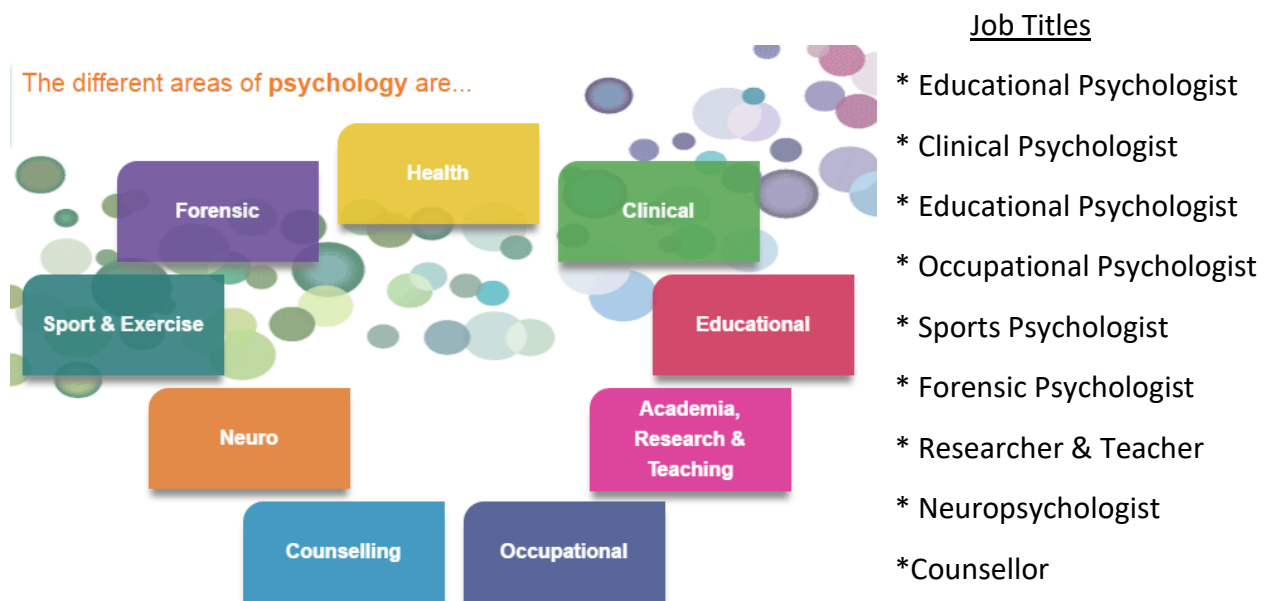 The different areas of psychology are...
Health
Forensic
Clinical
Sport & Exercise
Educational
Neuro
Academia,
Research &
Teaching
Counselling
Occupational
Job Titles
* Educational Psychologist
* Clinical Psychologist
* Educational Psychologist
* Occupational Psychologist
* Sports Psychologist
* Forensic Psychologist
* Researcher & Teacher
* Neuropsychologist
*Counsellor